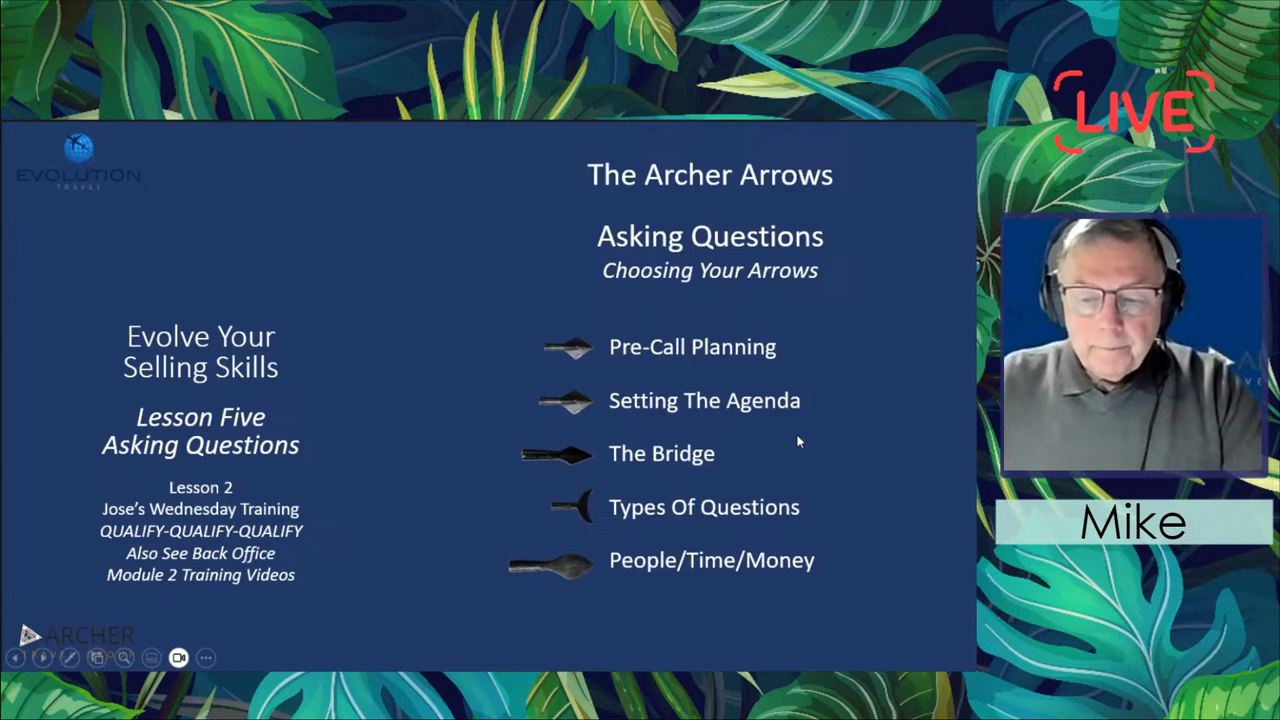 LIVE
EVOLUTION
TRAVEL
The Archer Arrows
Asking Questions
Choosing Your Arrows
Evolve Your
Selling Skills
Lesson Five
Asking Questions
Lesson 2
Jose's Wednesday Training
QUALIFY-QUALIFY-QUALIFY
Also See Back Office
Module 2 Training Videos
Pre-Call Planning
Setting The Agenda
The Bridge
Types Of Questions
People/Time/Money
ARCHER
Mike